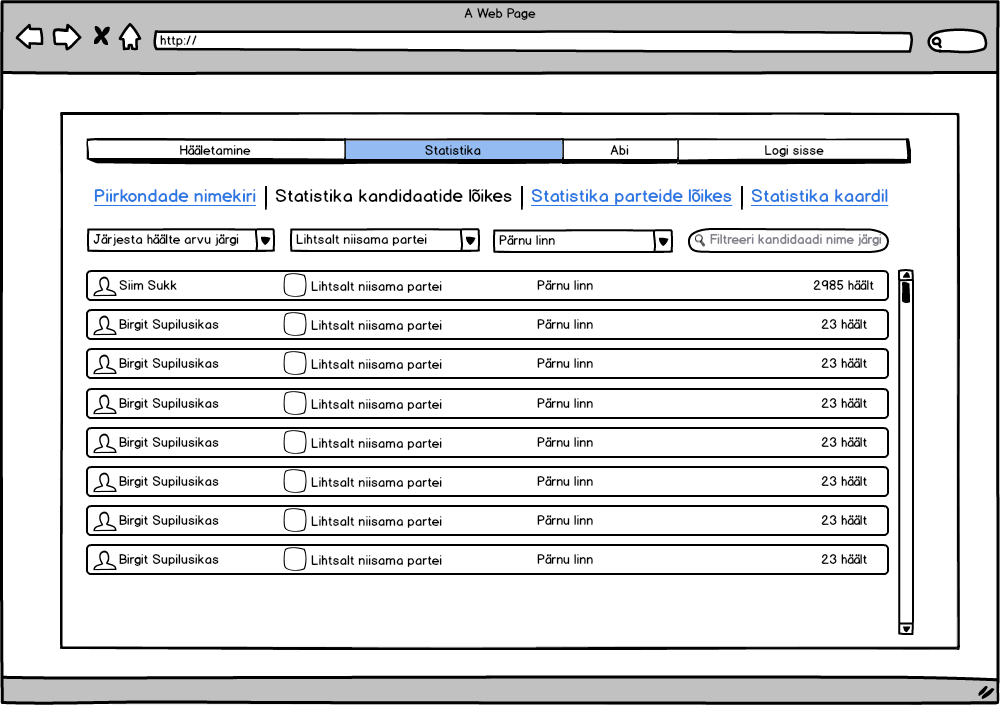 A Web Page
http://
Hääletamine Statistika Abi Logi sisse
Piirkondade nimekiri Statistika kandidaatide lõikes Statistika parteide lõikes Statistika kaardil
Järjesta häälte arvu järgi Lihtsalt niisama partei Pärnu linn Filtreeri kandidaadi nime järgi
Siim Sukk Lihtsalt niisama partei Pärnu linn 2985 häält
Birgit Supilusikas Lihtsalt niisama partei Pärnu linn 23 häält
Birgit Supilusikas Lihtsalt niisama partei Pärnu linn 23 häält
Birgit Supilusikas Lihtsalt niisama partei Pärnu linn 23 häält
Birgit Supilusikas Lihtsalt niisama partei Pärnu linn 23 häält
Birgit Supilusikas Lihtsalt niisama partei Pärnu linn 23 häält
Birgit Supilusikas Lihtsalt niisama partei Pärnu linn 23 häält
Birgit Supilusikas Lihtsalt niisama partei Pärnu linn 23 häält